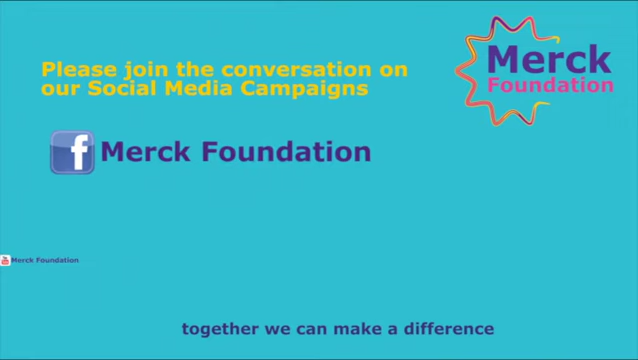 Merck
Foundation
Please join the conversation on
our Social Media Campaigns
f Merck Foundation
You Merck Foundation
together we can make a difference